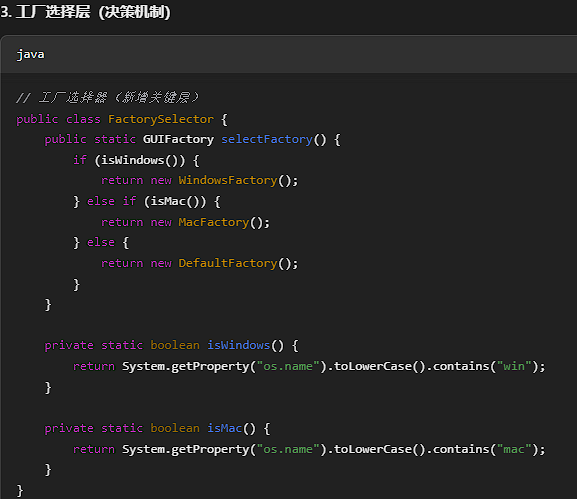 3. 工厂选择层（决策机制）
java
// 工厂选择器（新增关键层）
public class FactorySelector {
    public static GUIFactory selectFactory() {
        if (isWindows()) {
            return new WindowsFactory();
        } else if (isMac()) {
            return new MacFactory();
        } else {
            return new DefaultFactory();
        }
    }
    private static boolean isWindows() {
        return System.getProperty("os.name").toLowerCase().contains("win");
    }
    private static boolean isMac() {
        return System.getProperty("os.name").toLowerCase().contains("mac");
    }
}